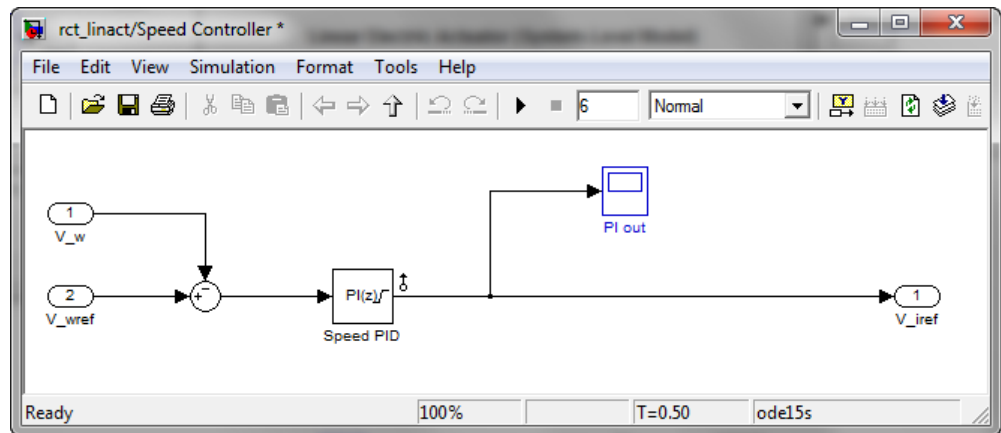 rct_linact/Speed Controller *
File Edit View Simulation Format Tools Help
6 Normal
1
V_w
PI out
2
V_wref
PI(z)
Speed PID
1
V_iref
Ready 100% T=0.50 ode15s